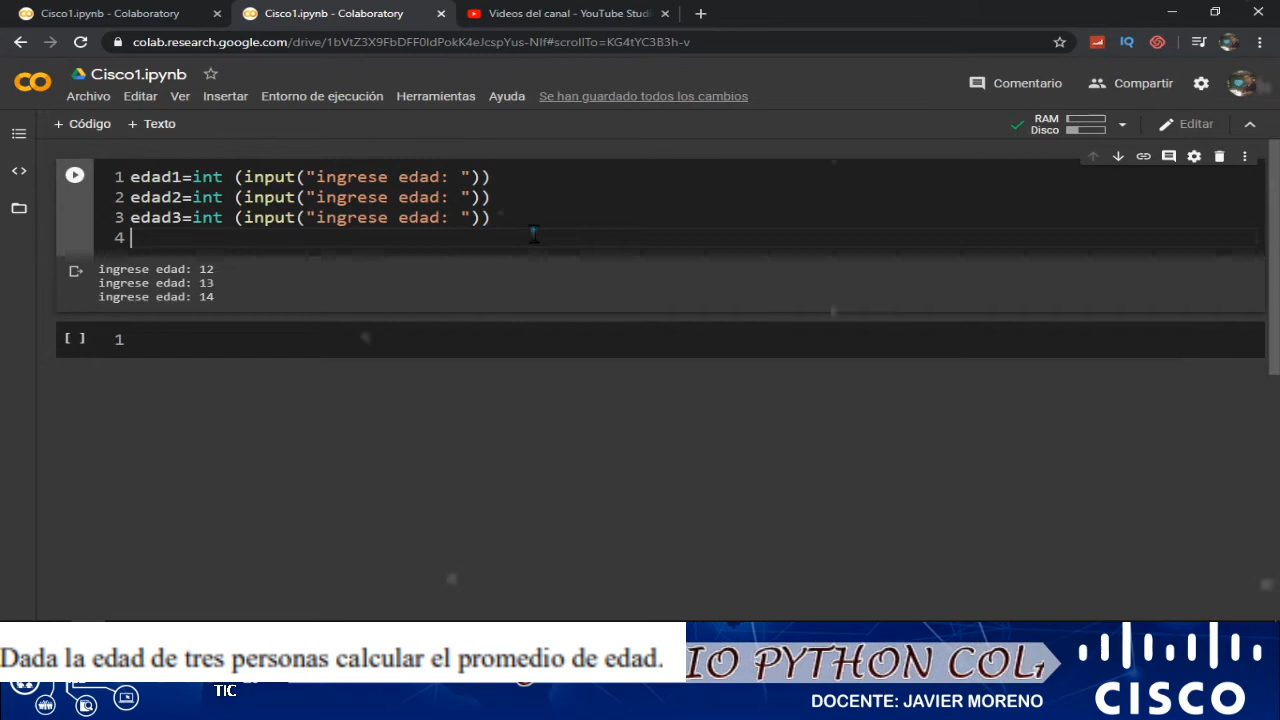 Cisco1.ipynb - Colaboratory
Cisco1.ipynb - Colaboratory
Videos del canal - YouTube Studi
colab.research.google.com/drive/1bVtZ3X9FbDFF0IdPokK4eJcspYus-NIf#scrollTo=KG4tYC3B3h-v
Cisco1.ipynb
Comentario
Compartir
Archivo Editar Ver Insertar Entorno de ejecución Herramientas Ayuda Se han guardado todos los cambios
+ Código + Texto
RAM
Disco
Editar
1 edad1=int (input("ingrese edad: "))
2 edad2=int (input("ingrese edad: "))
3 edad3=int (input("ingrese edad: "))
4
ingrese edad: 12
ingrese edad: 13
ingrese edad: 14
[ ] 1
Dada la edad de tres personas calcular el promedio de edad.
IO PYTHON COL
TIC
DOCENTE: JAVIER MORENO
CISCO